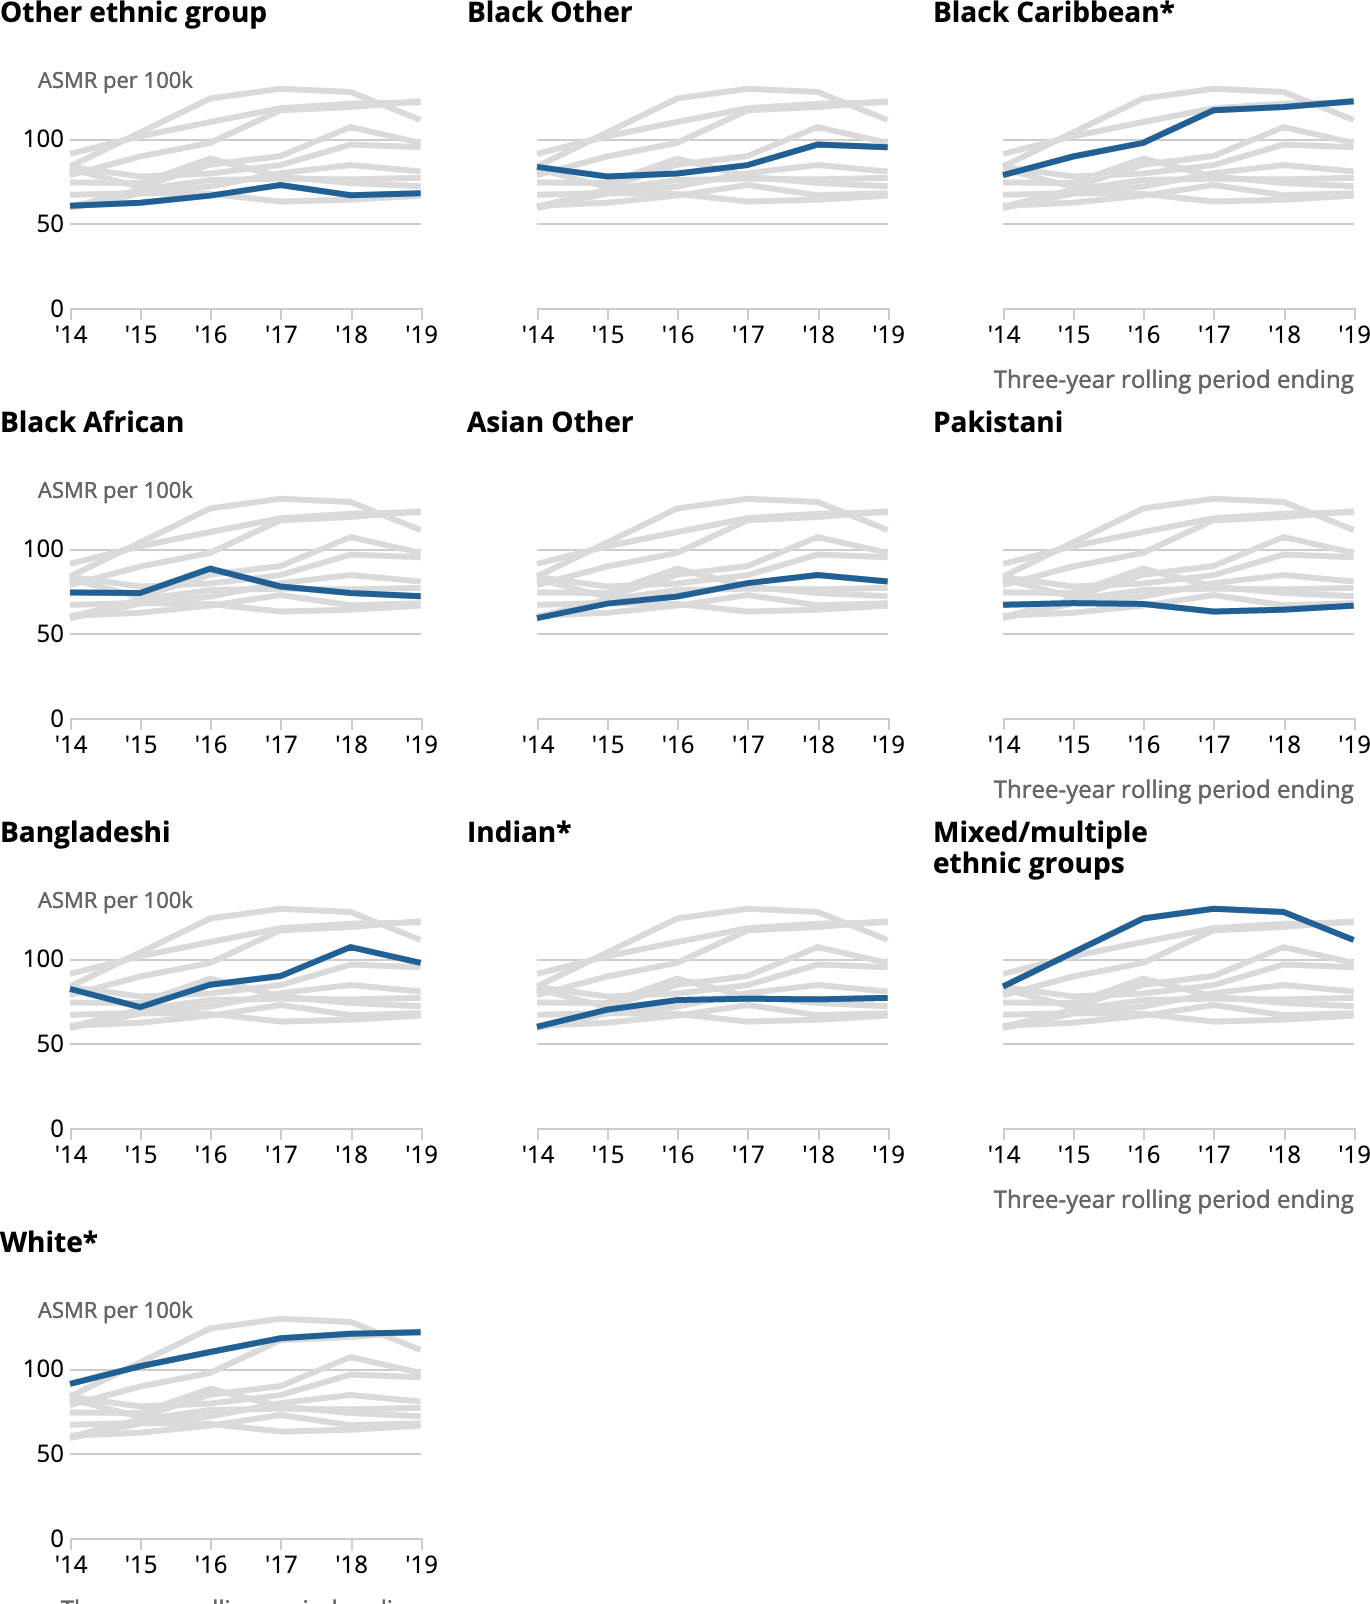 Other ethnic group
Black Other
Black Caribbean*
ASMR per 100k
100
50
0
'14 '15 '16 '17 '18 '19
'14 '15 '16 '17 '18 '19
'14 '15 '16 '17 '18 '19
Three-year rolling period ending
Black African
Asian Other
Pakistani
ASMR per 100k
100
50
0
'14 '15 '16 '17 '18 '19
'14 '15 '16 '17 '18 '19
'14 '15 '16 '17 '18 '19
Three-year rolling period ending
Bangladeshi
Indian*
Mixed/multiple
ethnic groups
ASMR per 100k
100
50
0
'14 '15 '16 '17 '18 '19
'14 '15 '16 '17 '18 '19
'14 '15 '16 '17 '18 '19
Three-year rolling period ending
White*
ASMR per 100k
100
50
0
'14 '15 '16 '17 '18 '19